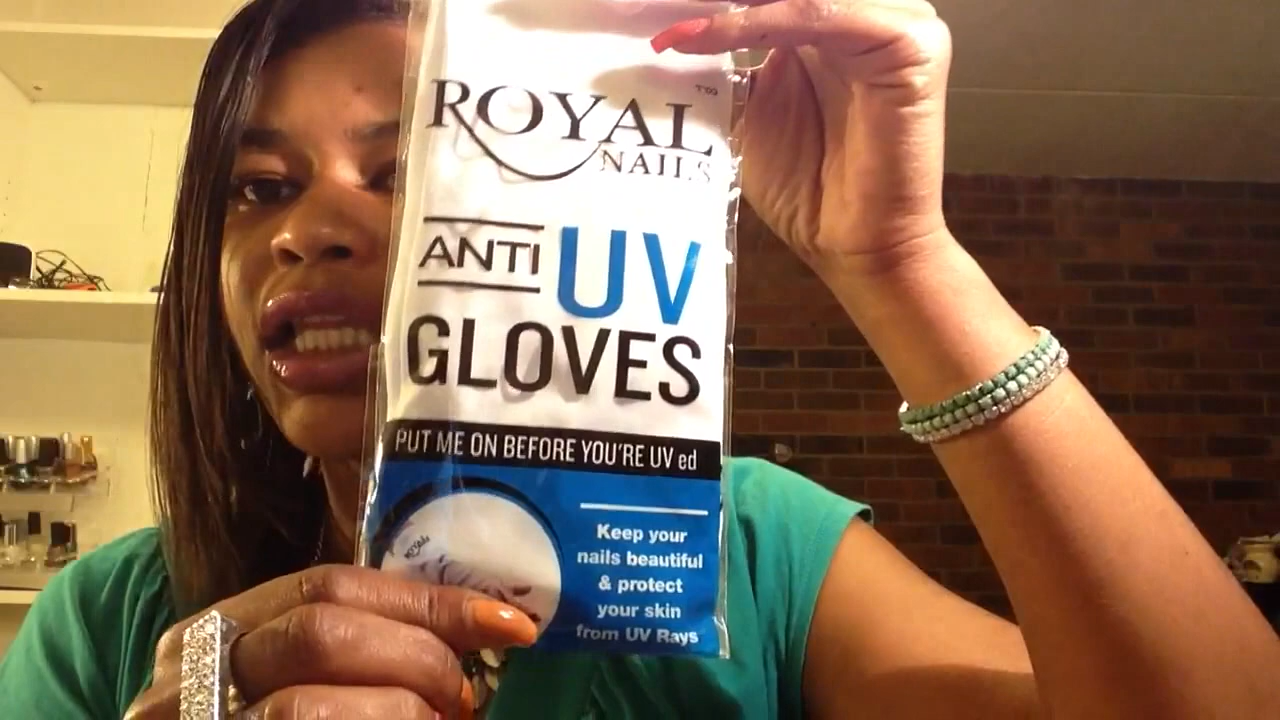 ROYAL
NAILS
ANTI UV
GLOVES
PUT ME ON BEFORE YOU'RE UV ed
Keep your
nails beautiful
& protect
your skin
from UV Rays